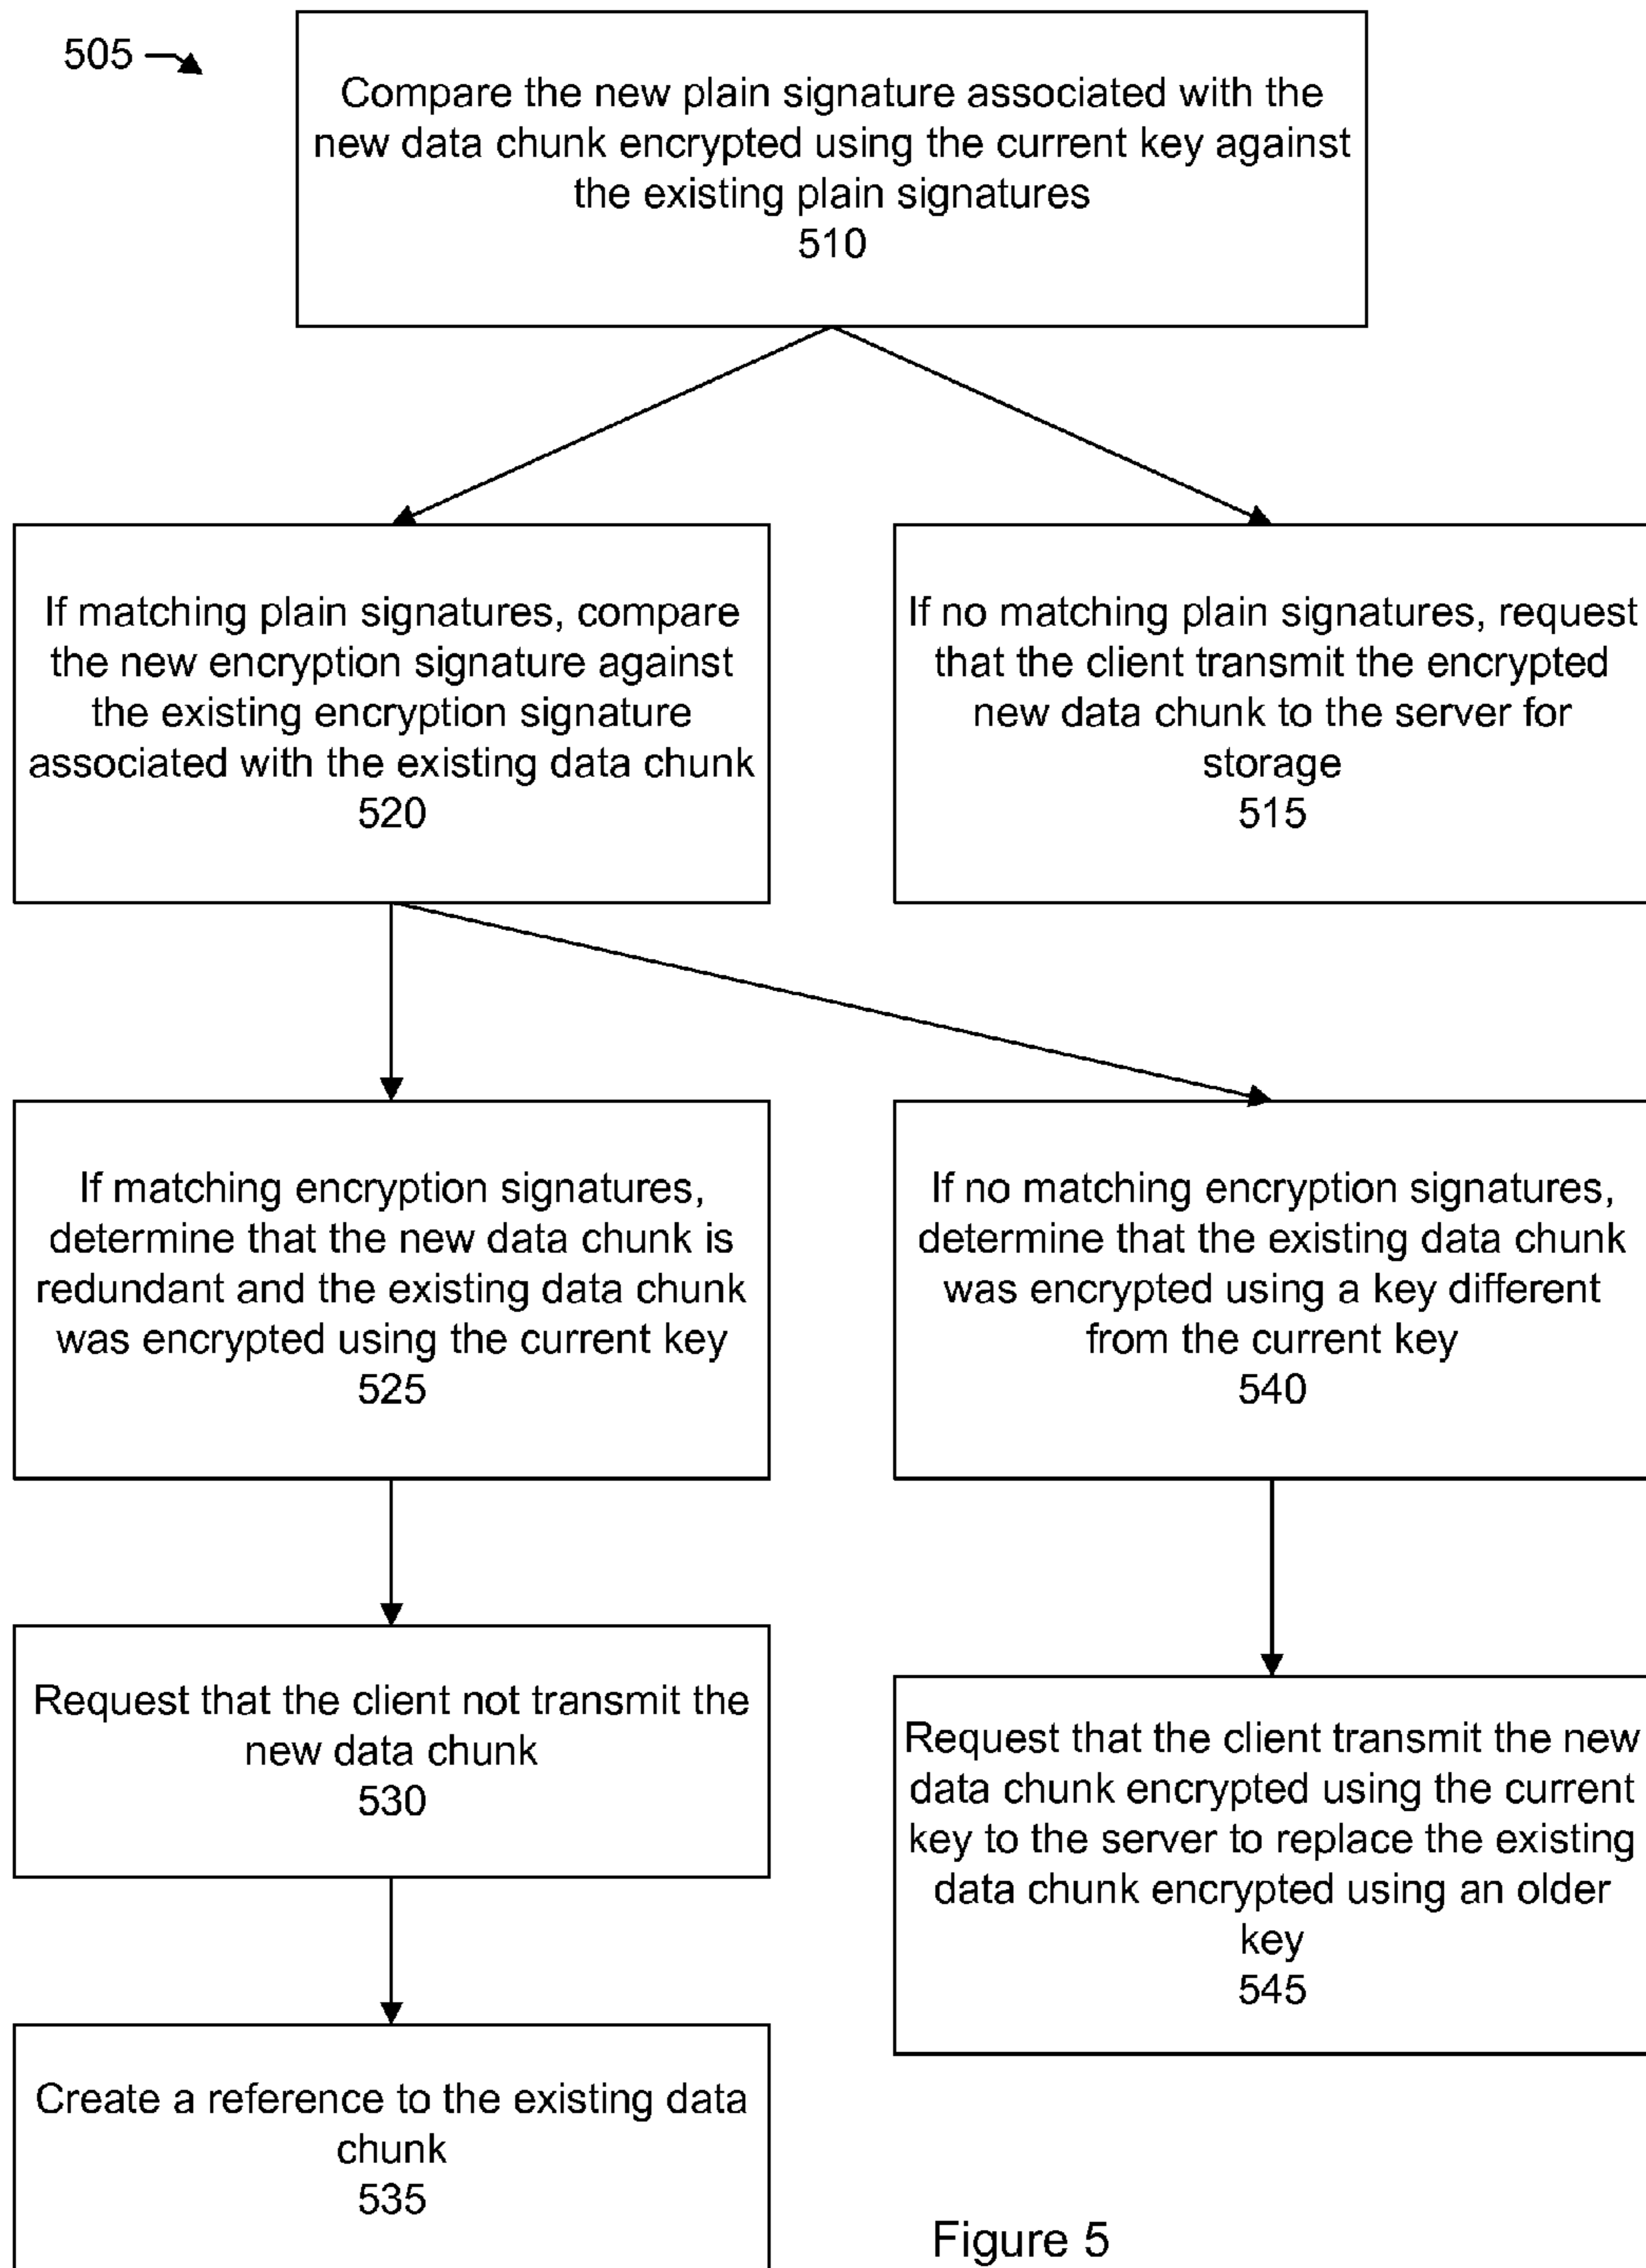 505
Compare the new plain signature associated with the
new data chunk encrypted using the current key against
the existing plain signatures
510
If matching plain signatures, compare
the new encryption signature against
the existing encryption signature
associated with the existing data chunk
520
If no matching plain signatures, request
that the client transmit the encrypted
new data chunk to the server for
storage
515
If matching encryption signatures,
determine that the new data chunk is
redundant and the existing data chunk
was encrypted using the current key
525
If no matching encryption signatures,
determine that the existing data chunk
was encrypted using a key different
from the current key
540
Request that the client not transmit the
new data chunk
530
Request that the client transmit the new
data chunk encrypted using the current
key to the server to replace the existing
data chunk encrypted using an older
key
545
Create a reference to the existing data
chunk
535
Figure 5